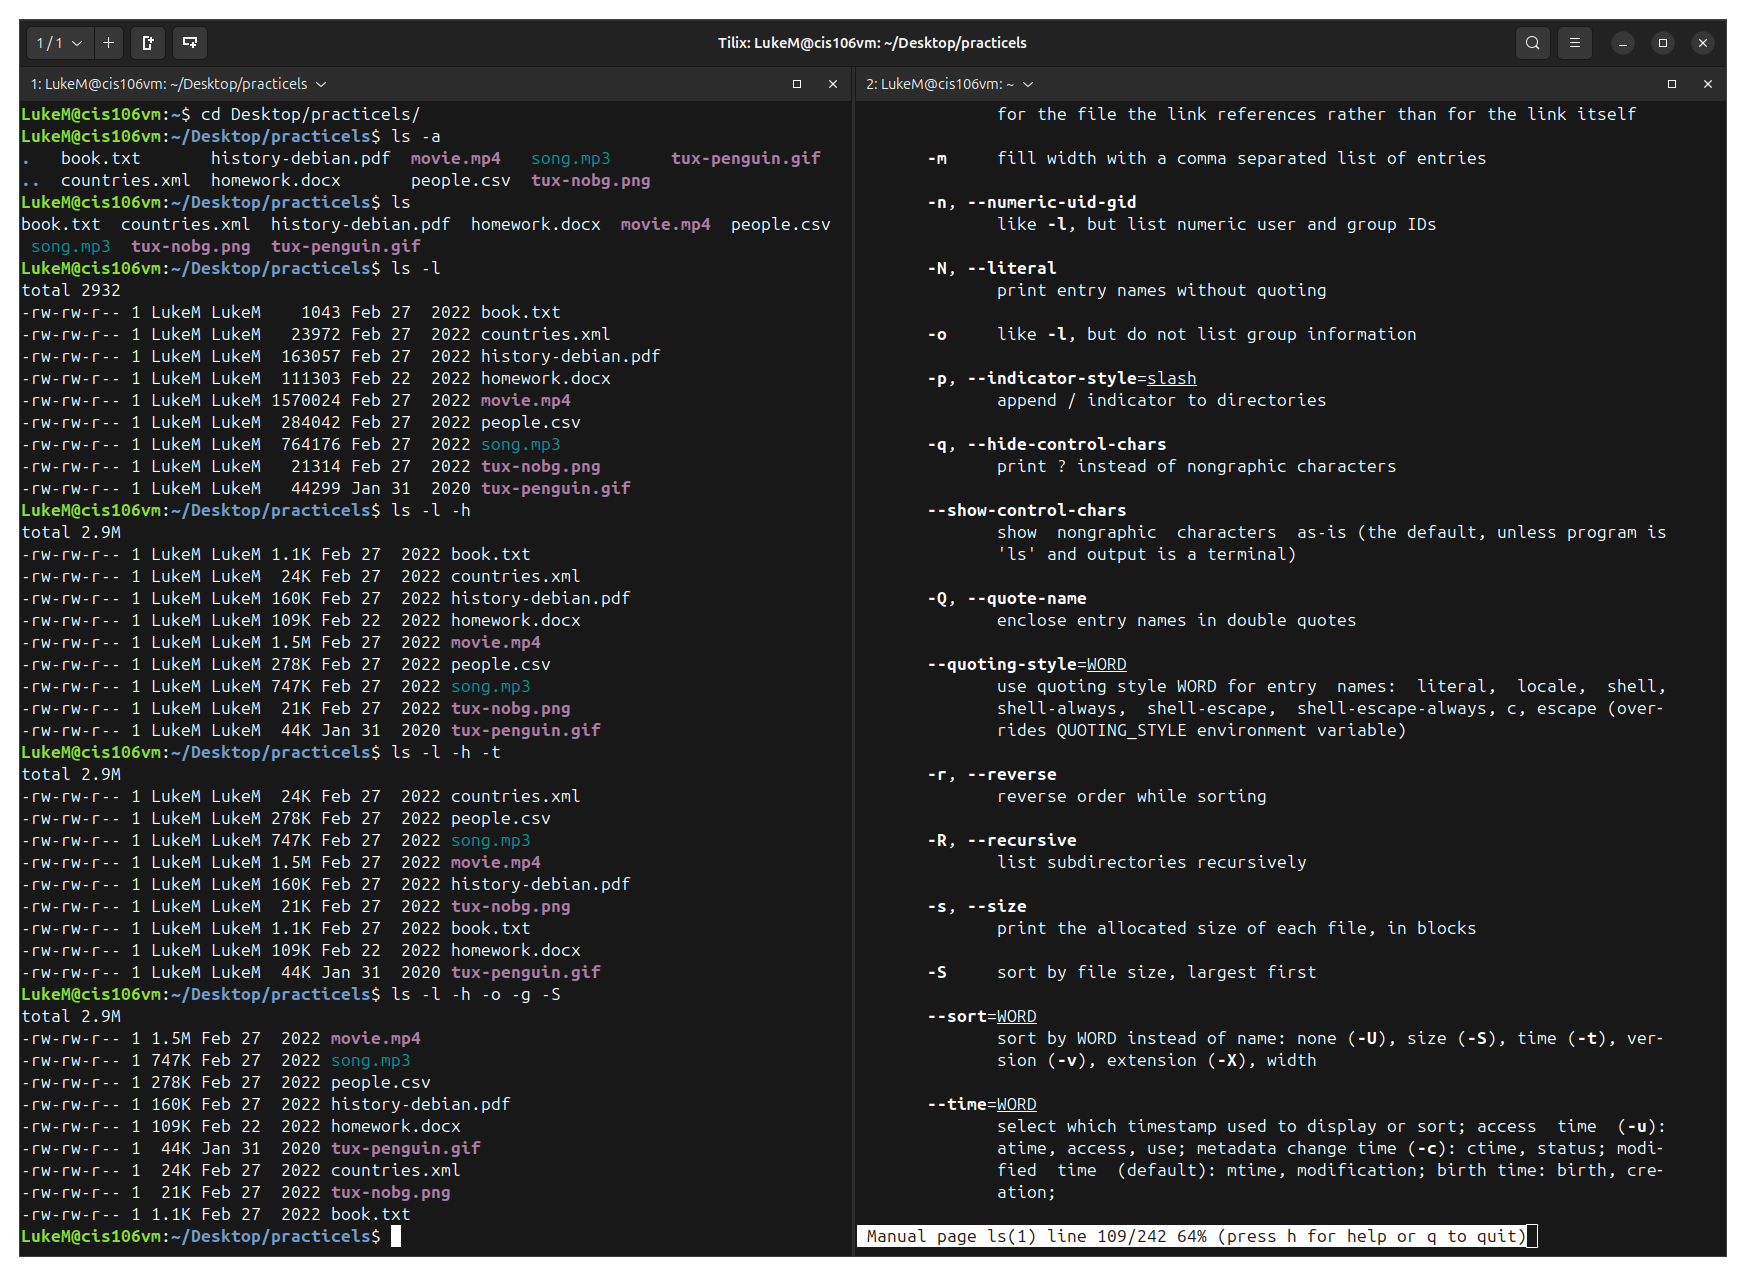 1 / 1
Tilix: LukeM@cis106vm: ~/Desktop/practicels
1: LukeM@cis106vm: ~/Desktop/practicels
LukeM@cis106vm:~$ cd Desktop/practicels/
LukeM@cis106vm:~/Desktop/practicels$ ls -a
.   book.txt       history-debian.pdf  movie.mp4   song.mp3      tux-penguin.gif
..  countries.xml  homework.docx       people.csv  tux-nobg.png
LukeM@cis106vm:~/Desktop/practicels$ ls
book.txt  countries.xml  history-debian.pdf  homework.docx  movie.mp4  people.csv
 song.mp3  tux-nobg.png  tux-penguin.gif
LukeM@cis106vm:~/Desktop/practicels$ ls -l
total 2932
-rw-rw-r-- 1 LukeM LukeM    1043 Feb 27  2022 book.txt
-rw-rw-r-- 1 LukeM LukeM   23972 Feb 27  2022 countries.xml
-rw-rw-r-- 1 LukeM LukeM  163057 Feb 27  2022 history-debian.pdf
-rw-rw-r-- 1 LukeM LukeM  111303 Feb 22  2022 homework.docx
-rw-rw-r-- 1 LukeM LukeM 1570024 Feb 27  2022 movie.mp4
-rw-rw-r-- 1 LukeM LukeM  284042 Feb 27  2022 people.csv
-rw-rw-r-- 1 LukeM LukeM  764176 Feb 27  2022 song.mp3
-rw-rw-r-- 1 LukeM LukeM   21314 Feb 27  2022 tux-nobg.png
-rw-rw-r-- 1 LukeM LukeM   44299 Jan 31  2020 tux-penguin.gif
LukeM@cis106vm:~/Desktop/practicels$ ls -l -h
total 2.9M
-rw-rw-r-- 1 LukeM LukeM 1.1K Feb 27  2022 book.txt
-rw-rw-r-- 1 LukeM LukeM  24K Feb 27  2022 countries.xml
-rw-rw-r-- 1 LukeM LukeM 160K Feb 27  2022 history-debian.pdf
-rw-rw-r-- 1 LukeM LukeM 109K Feb 22  2022 homework.docx
-rw-rw-r-- 1 LukeM LukeM 1.5M Feb 27  2022 movie.mp4
-rw-rw-r-- 1 LukeM LukeM 278K Feb 27  2022 people.csv
-rw-rw-r-- 1 LukeM LukeM 747K Feb 27  2022 song.mp3
-rw-rw-r-- 1 LukeM LukeM  21K Feb 27  2022 tux-nobg.png
-rw-rw-r-- 1 LukeM LukeM  44K Jan 31  2020 tux-penguin.gif
LukeM@cis106vm:~/Desktop/practicels$ ls -l -h -t
total 2.9M
-rw-rw-r-- 1 LukeM LukeM  24K Feb 27  2022 countries.xml
-rw-rw-r-- 1 LukeM LukeM 278K Feb 27  2022 people.csv
-rw-rw-r-- 1 LukeM LukeM 747K Feb 27  2022 song.mp3
-rw-rw-r-- 1 LukeM LukeM 1.5M Feb 27  2022 movie.mp4
-rw-rw-r-- 1 LukeM LukeM 160K Feb 27  2022 history-debian.pdf
-rw-rw-r-- 1 LukeM LukeM  21K Feb 27  2022 tux-nobg.png
-rw-rw-r-- 1 LukeM LukeM 1.1K Feb 27  2022 book.txt
-rw-rw-r-- 1 LukeM LukeM 109K Feb 22  2022 homework.docx
-rw-rw-r-- 1 LukeM LukeM  44K Jan 31  2020 tux-penguin.gif
LukeM@cis106vm:~/Desktop/practicels$ ls -l -h -o -g -S
total 2.9M
-rw-rw-r-- 1 1.5M Feb 27  2022 movie.mp4
-rw-rw-r-- 1 747K Feb 27  2022 song.mp3
-rw-rw-r-- 1 278K Feb 27  2022 people.csv
-rw-rw-r-- 1 160K Feb 27  2022 history-debian.pdf
-rw-rw-r-- 1 109K Feb 22  2022 homework.docx
-rw-rw-r-- 1  44K Jan 31  2020 tux-penguin.gif
-rw-rw-r-- 1  24K Feb 27  2022 countries.xml
-rw-rw-r-- 1  21K Feb 27  2022 tux-nobg.png
-rw-rw-r-- 1 1.1K Feb 27  2022 book.txt
LukeM@cis106vm:~/Desktop/practicels$
2: LukeM@cis106vm: ~
for the file the link references rather than for the link itself
-m     fill width with a comma separated list of entries
-n, --numeric-uid-gid
like -l, but list numeric user and group IDs
-N, --literal
print entry names without quoting
-o     like -l, but do not list group information
-p, --indicator-style=slash
append / indicator to directories
-q, --hide-control-chars
print ? instead of nongraphic characters
--show-control-chars
show  nongraphic  characters  as-is (the default, unless program is
'ls' and output is a terminal)
-Q, --quote-name
enclose entry names in double quotes
--quoting-style=WORD
use quoting style WORD for entry  names:  literal,  locale,  shell,
shell-always,  shell-escape,  shell-escape-always, c, escape (over-
rides QUOTING_STYLE environment variable)
-r, --reverse
reverse order while sorting
-R, --recursive
list subdirectories recursively
-s, --size
print the allocated size of each file, in blocks
-S     sort by file size, largest first
--sort=WORD
sort by WORD instead of name: none (-U), size (-S), time (-t), ver-
sion (-v), extension (-X), width
--time=WORD
select which timestamp used to display or sort; access  time  (-u):
atime, access, use; metadata change time (-c): ctime, status; modi-
fied  time  (default): mtime, modification; birth time: birth, cre-
ation;
Manual page ls(1) line 109/242 64% (press h for help or q to quit)